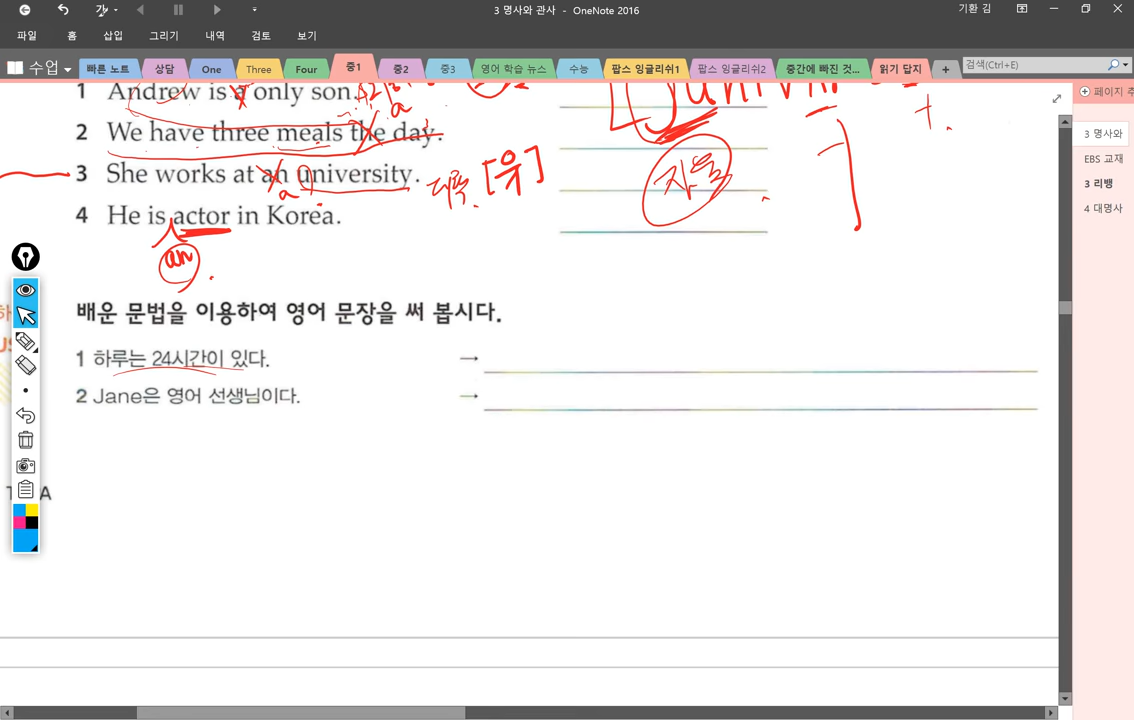 3 명사와 관사 - OneNote 2016
기환 김
파일 홈 삽입 그리기 내역 검토 보기
수업 빠른 노트 상담 One Three Four 중1 중2 중3 영어 학습 뉴스 수능 팝스 잉글리쉬1 팝스 잉글리쉬2 중간에 빠진 것... 읽기 답지 + 검색(Ctrl+E)
페이지 추
1 Andrew is a only son.
a
2 We have three meals the day.
3 She works at an university. [유]
a
자음
4 He is actor in Korea.
an
3 명사와
EBS 교재
3 리뱅
4 대명사
배운 문법을 이용하여 영어 문장을 써 봅시다.
1 하루는 24시간이 있다. →
2 Jane은 영어 선생님이다. →